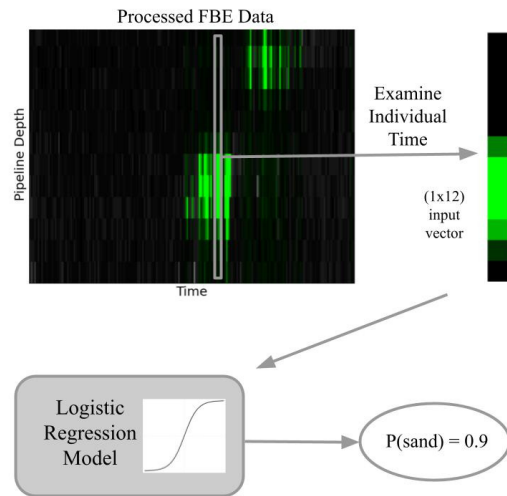 Processed FBE Data
Pipeline Depth
Time
Examine
Individual
Time
(1x12)
input
vector
Logistic
Regression
Model
P(sand) = 0.9